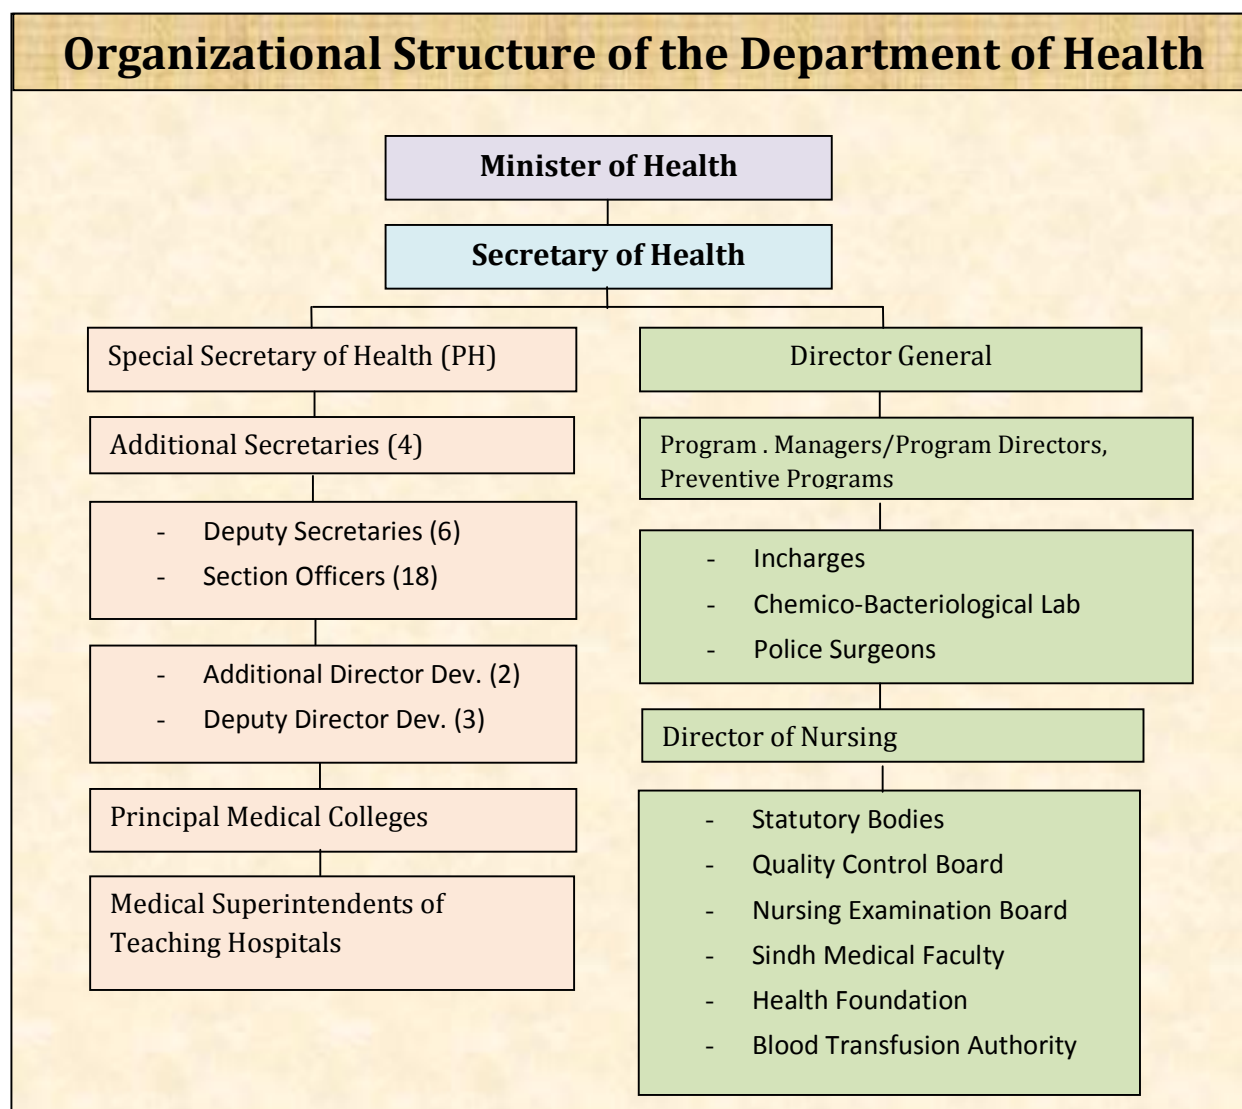 Organizational Structure of the Department of Health
Minister of Health
Secretary of Health
Special Secretary of Health (PH)
Additional Secretaries (4)
- Deputy Secretaries (6)
- Section Officers (18)
- Additional Director Dev. (2)
- Deputy Director Dev. (3)
Principal Medical Colleges
Medical Superintendents of
Teaching Hospitals
Director General
Program . Managers/Program Directors,
Preventive Programs
- Incharges
- Chemico-Bacteriological Lab
- Police Surgeons
Director of Nursing
- Statutory Bodies
- Quality Control Board
- Nursing Examination Board
- Sindh Medical Faculty
- Health Foundation
- Blood Transfusion Authority